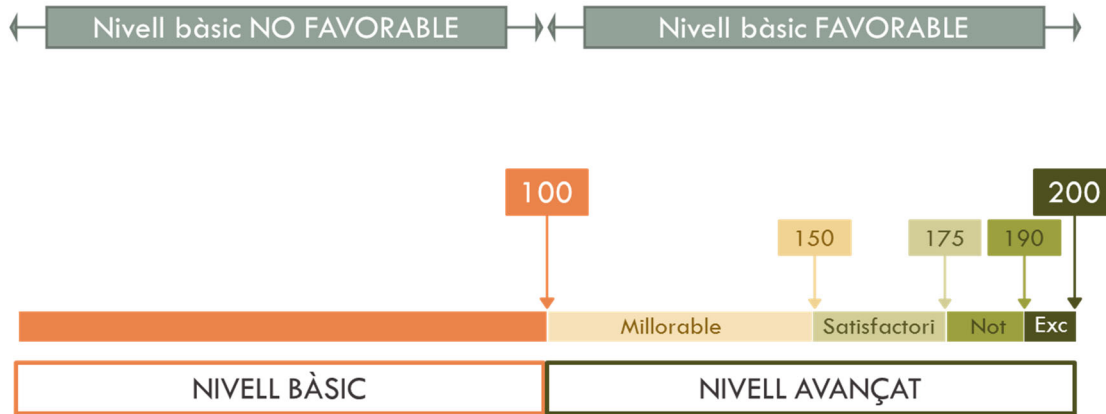 Nivell bàsic NO FAVORABLE
Nivell bàsic FAVORABLE
100
200
150
175
190
Millorable
Satisfactori
Not
Exc
NIVELL BÀSIC
NIVELL AVANÇAT